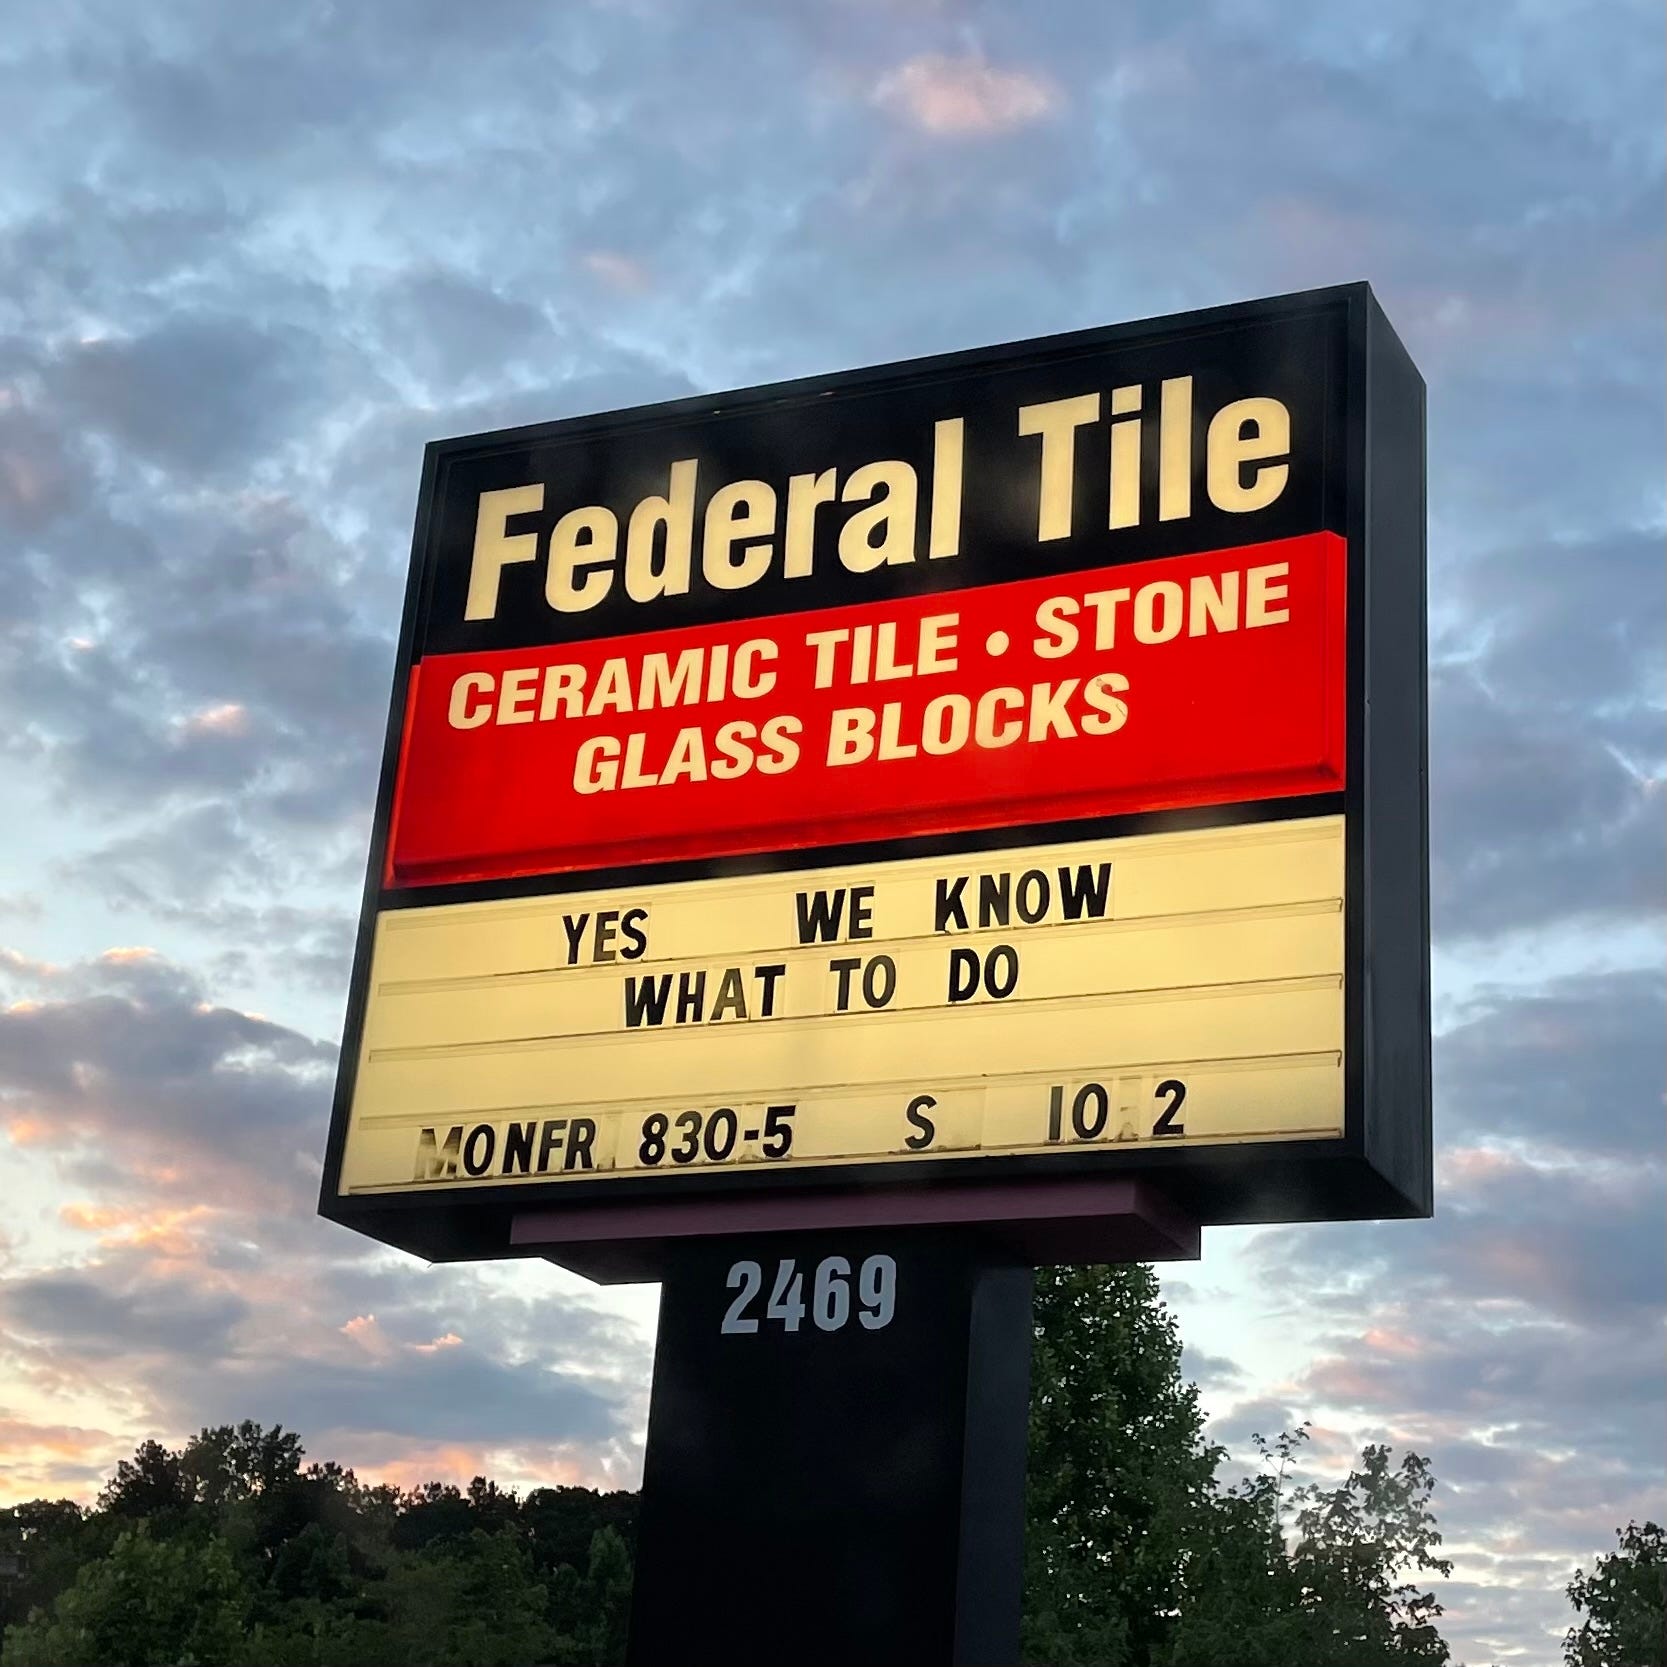 Federal Tile
CERAMIC TILE • STONE
GLASS BLOCKS
YES WE KNOW
WHAT TO DO
MONFR 830-5 S 10-2
2469